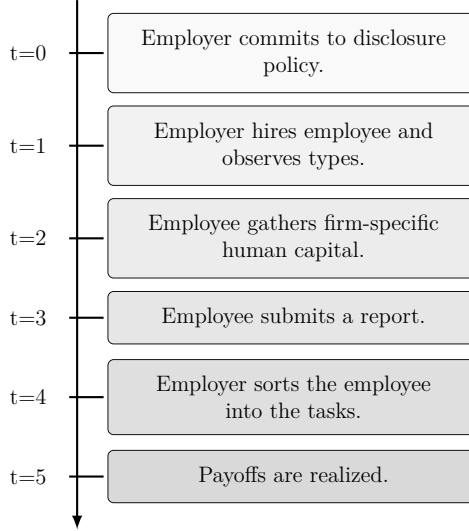 t=0
Employer commits to disclosure
policy.
t=1
Employer hires employee and
observes types.
t=2
Employee gathers firm-specific
human capital.
t=3
Employee submits a report.
t=4
Employer sorts the employee
into the tasks.
t=5
Payoffs are realized.